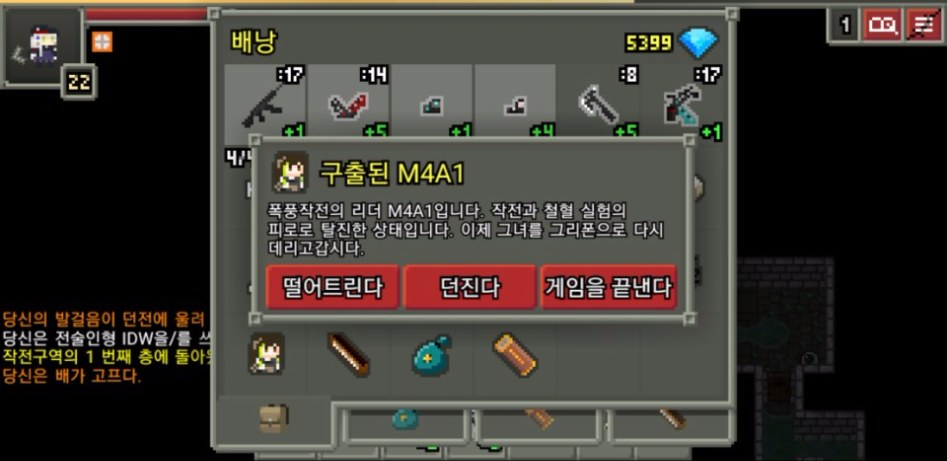 22
배낭
5399
1
:17
:14
:8
:17
+1
+5
+1
+4
+5
+1
구출된 M4A1
폭풍작전의 리더 M4A1입니다. 작전과 철혈 실험의
피로로 탈진한 상태입니다. 이제 그녀를 그리폰으로 다시
데리고갑시다.
떨어트린다
던진다
게임을 끝낸다
당신의 발걸음이 던전에 울려
당신은 전술인형 IDW을/를 쓰
작전구역의 1 번째 층에 돌아
당신은 배가 고프다.